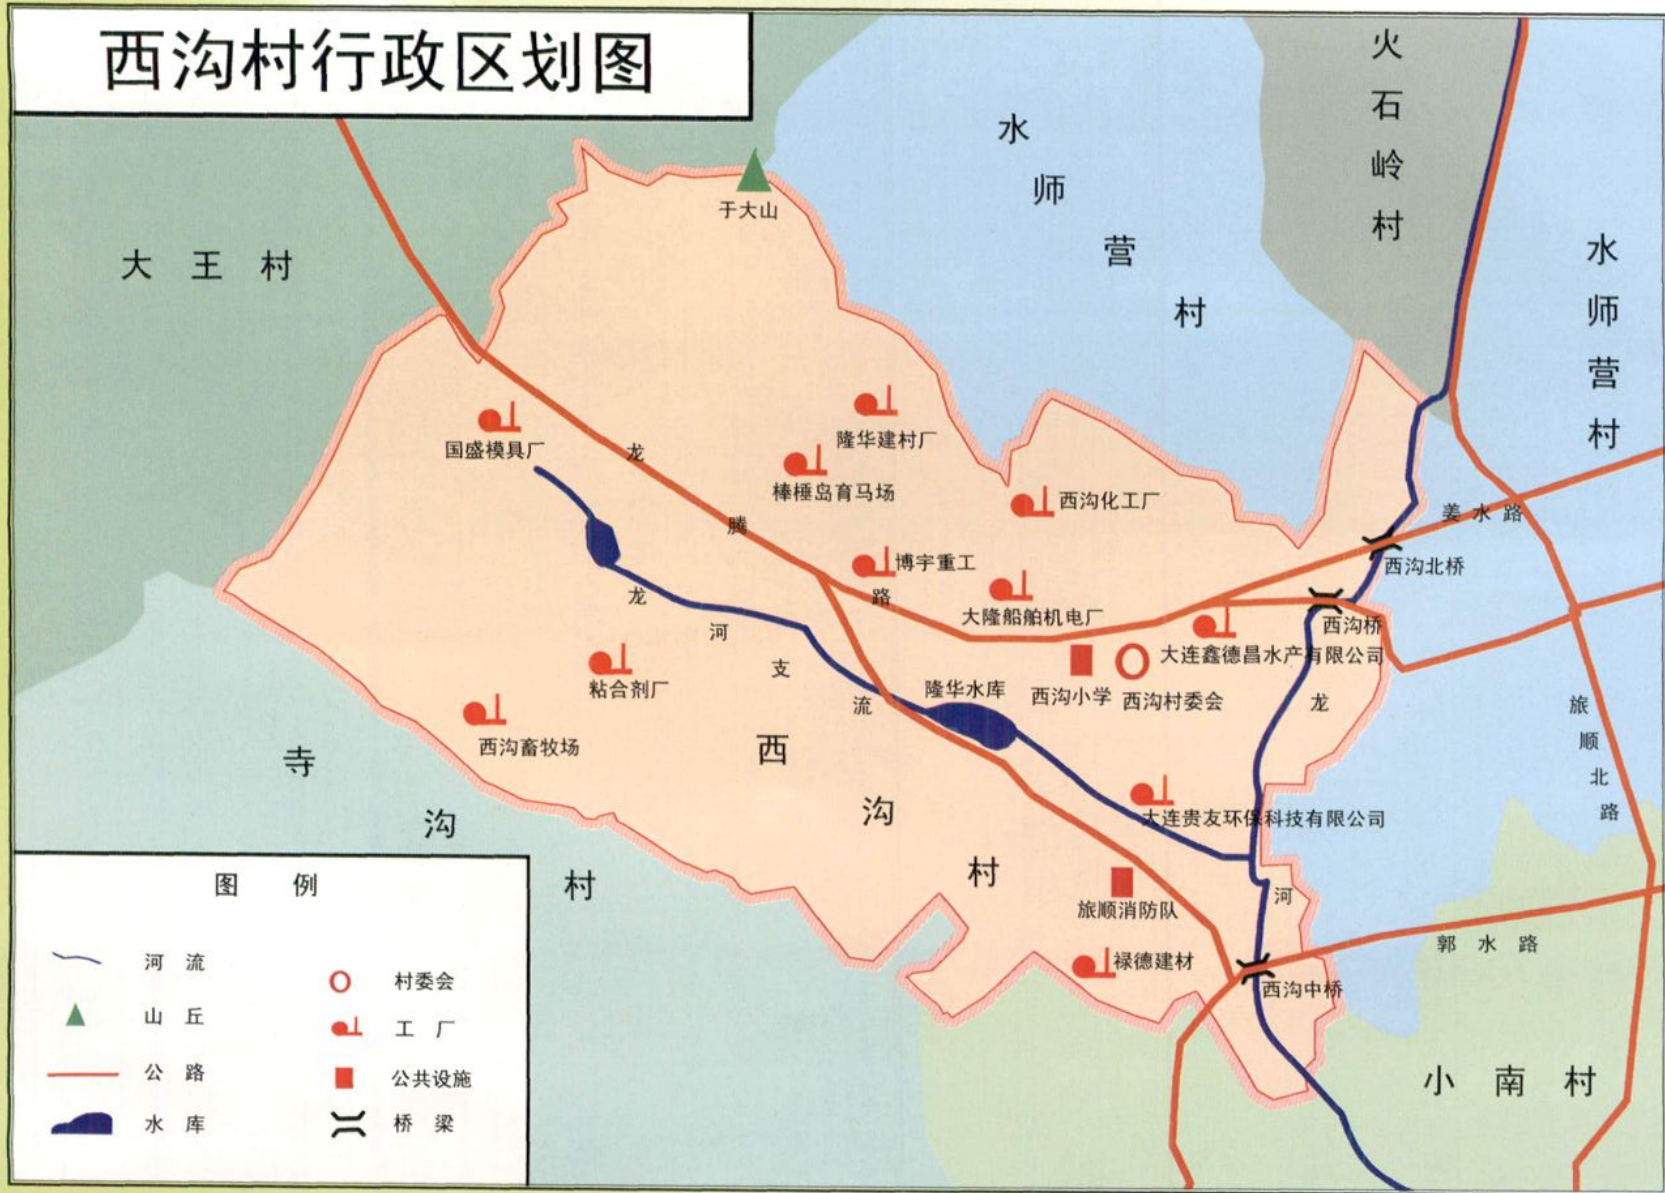 西沟村行政区划图
火石岭村
水师营村
水师营村
于大山
大王村
国盛模具厂
隆华建村厂
棒棰岛育马场
西沟化工厂
龙腾路
姜水路
博宇重工
西沟北桥
大隆船舶机电厂
西沟桥
龙河支流
大连鑫德昌水产有限公司
粘合剂厂
隆华水库
西沟小学
西沟村委会
龙河
旅顺北路
西沟畜牧场
西沟村
寺沟村
大连贵友环保科技有限公司
旅顺消防队
郭水路
禄德建材
西沟中桥
小南村
图例
河流
村委会
山丘
工厂
公路
公共设施
水库
桥梁